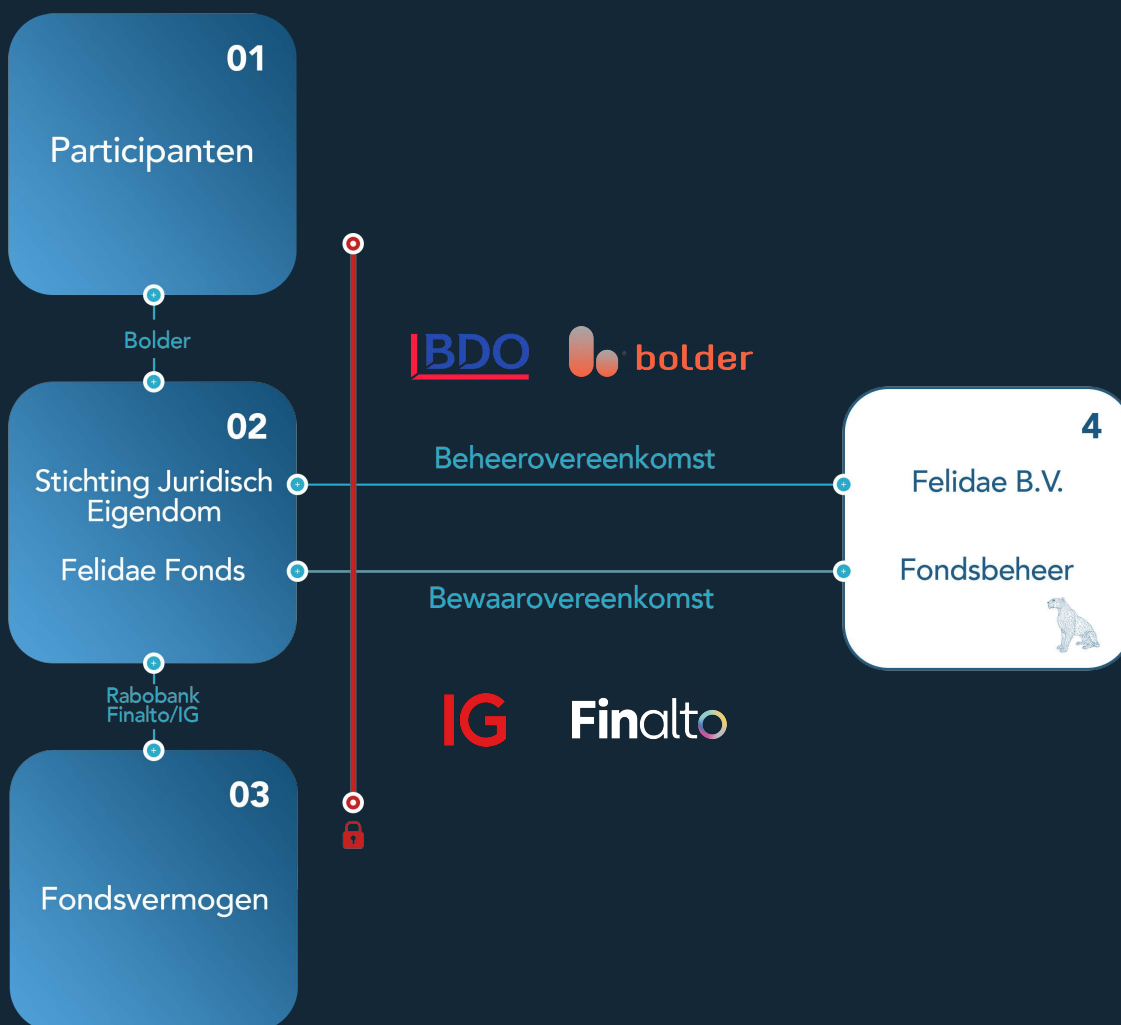 01
Participanten
Bolder
BDO
bolder
02
Stichting Juridisch
Eigendom
Felidae Fonds
Beheerovereenkomst
Bewaarovereenkomst
4
Felidae B.V.
Fondsbeheer
Rabobank
Finalto/IG
IG
Finalto
03
Fondsvermogen